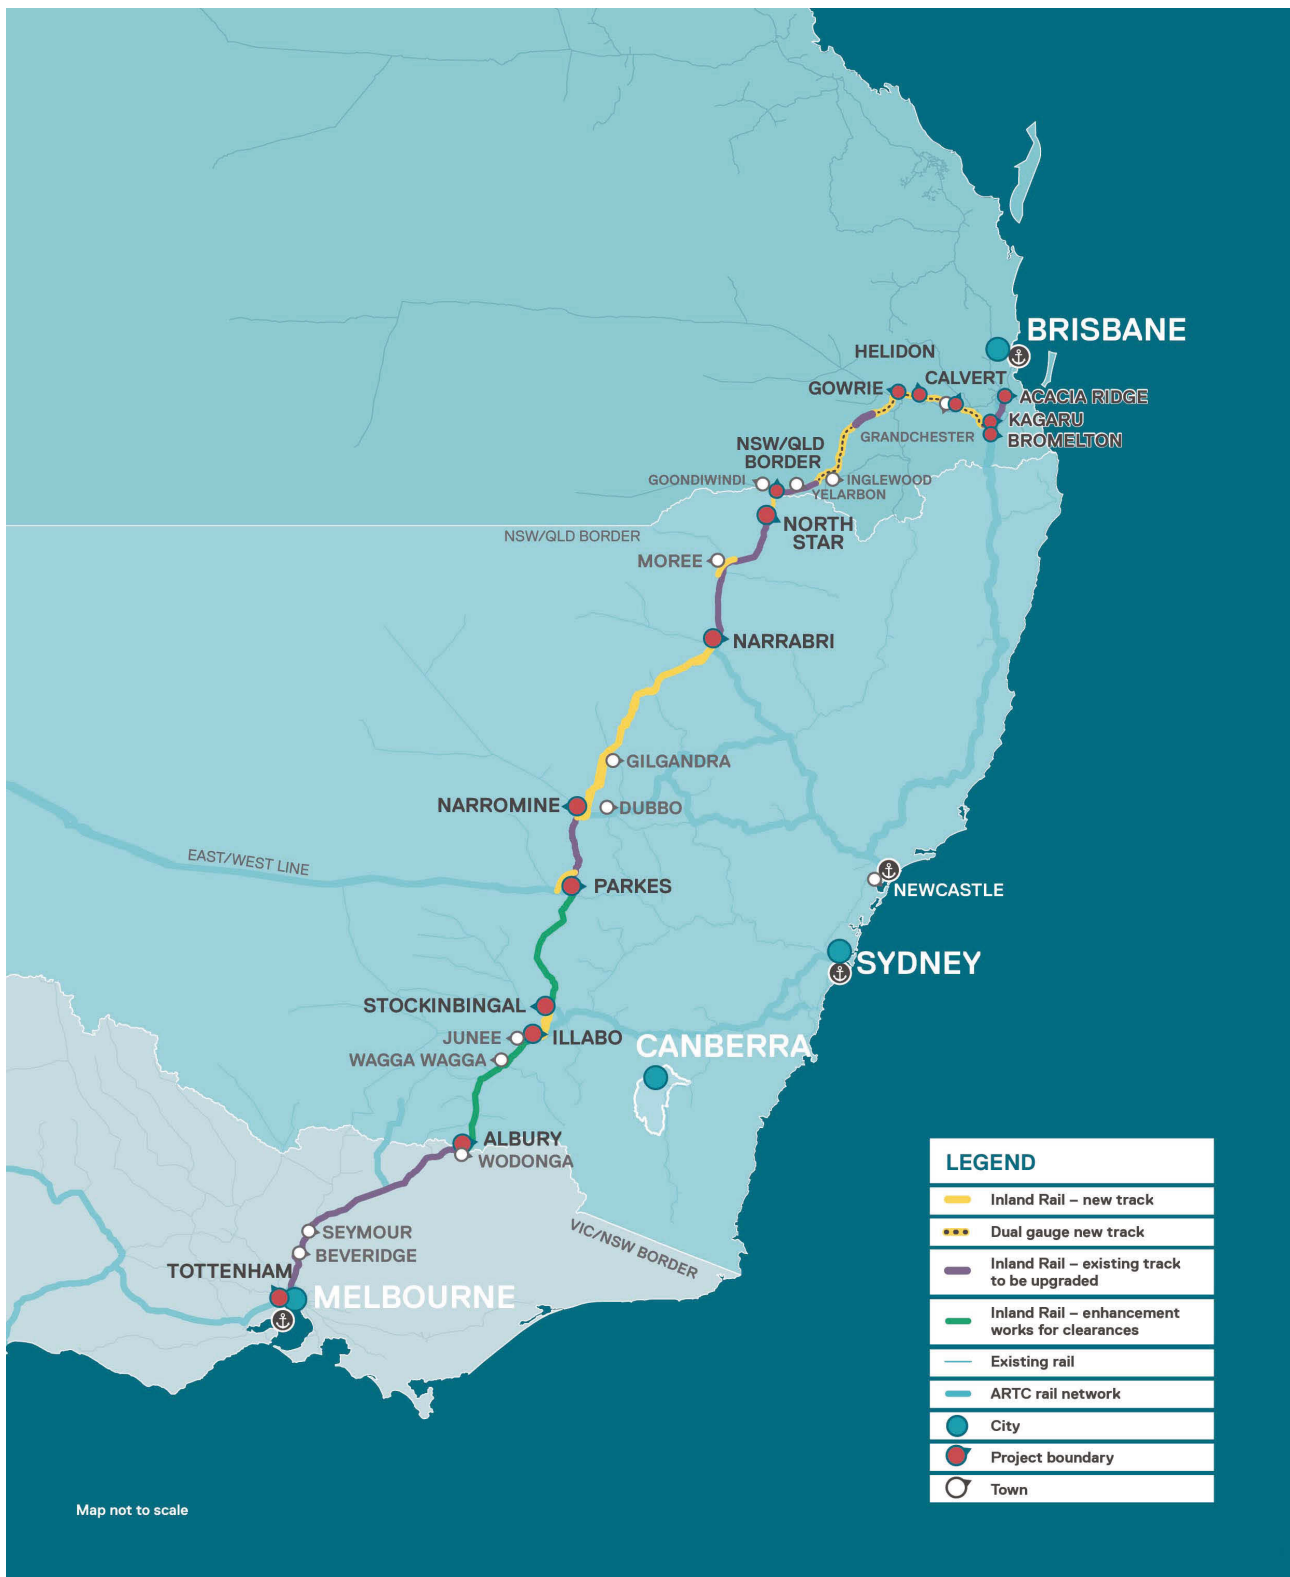 BRISBANE
HELIDON
CALVERT
GOWRIE
ACACIA RIDGE
KAGARU
GRANDCHESTER
BROMELTON
NSW/QLD
BORDER
GOONDIWINDI
INGLEWOOD
YELARBON
NORTH
STAR
NSW/QLD BORDER
MOREE
NARRABRI
GILGANDRA
NARROMINE
DUBBO
EAST/WEST LINE
PARKES
NEWCASTLE
SYDNEY
STOCKINBINGAL
JUNEE
ILLABO
CANBERRA
WAGGA WAGGA
ALBURY
WODONGA
SEYMOUR
VIC/NSW BORDER
BEVERIDGE
TOTTENHAM
MELBOURNE
LEGEND
Inland Rail – new track
Dual gauge new track
Inland Rail – existing track
to be upgraded
Inland Rail – enhancement
works for clearances
Existing rail
ARTC rail network
City
Project boundary
Town
Map not to scale